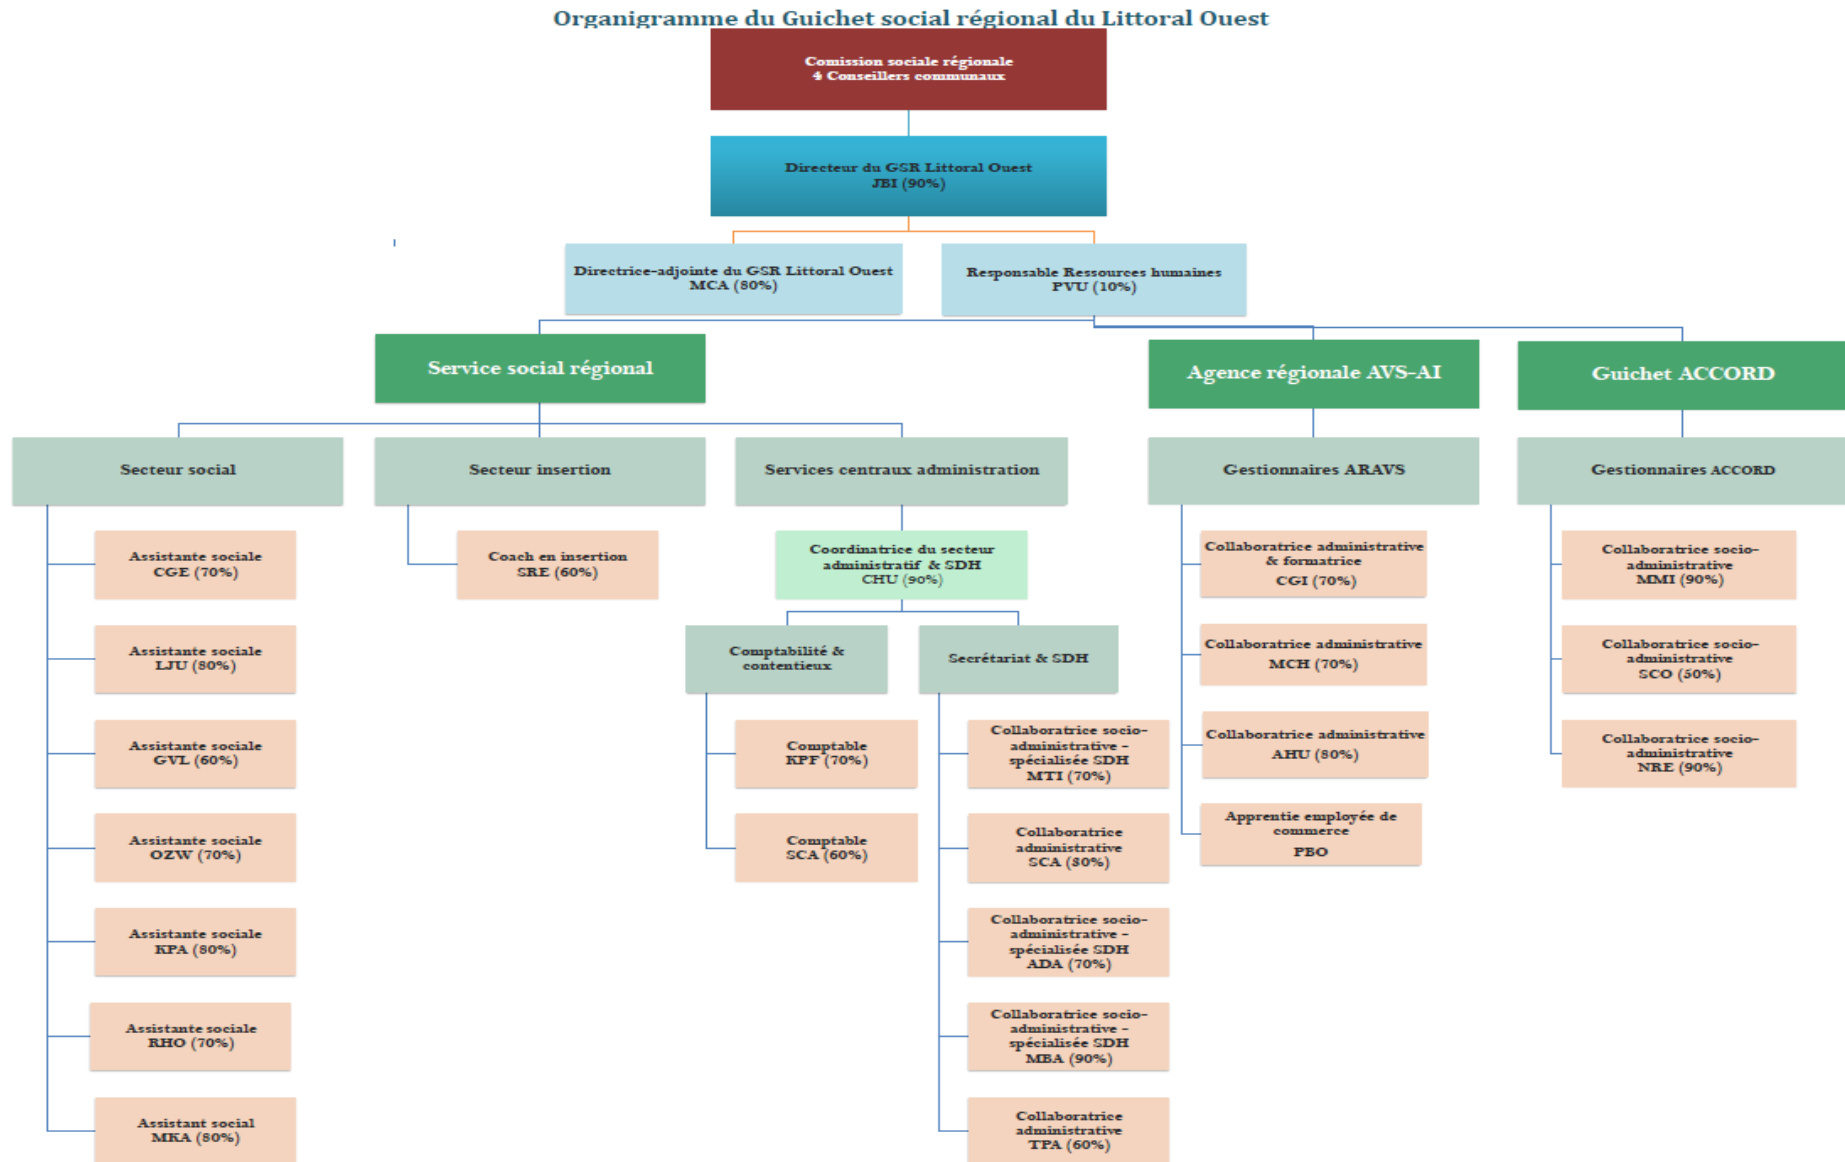 Organigramme du Guichet social régional du Littoral Ouest
Comission sociale régionale
4 Conseillers communaux
Directeur du GSR Littoral Ouest
JBI (90%)
Directrice-adjointe du GSR Littoral Ouest
MCA (80%)
Responsable Ressources humaines
PVU (10%)
Service social régional
Agence régionale AVS-AI
Guichet ACCORD
Secteur social
Secteur insertion
Services centraux administration
Gestionnaires ARAVS
Gestionnaires ACCORD
Assistante sociale
CGE (70%)
Assistante sociale
LJU (80%)
Assistante sociale
GVL (60%)
Assistante sociale
OZW (70%)
Assistante sociale
KPA (80%)
Assistante sociale
RHO (70%)
Assistant social
MKA (80%)
Coach en insertion
SRE (60%)
Coordinatrice du secteur
administratif & SDH
CHU (90%)
Comptabilité &
contentieux
Comptable
KPF (70%)
Comptable
SCA (60%)
Secrétariat & SDH
Collaboratrice socio-
administrative -
spécialisée SDH
MTI (70%)
Collaboratrice
administrative
SCA (80%)
Collaboratrice socio-
administrative -
spécialisée SDH
ADA (70%)
Collaboratrice socio-
administrative -
spécialisée SDH
MBA (90%)
Collaboratrice
administrative
TPA (60%)
Collaboratrice administrative
& formatrice
CGI (70%)
Collaboratrice administrative
MCH (70%)
Collaboratrice administrative
AHU (80%)
Apprentie employée de
commerce
PBO
Collaboratrice socio-
administrative
MMI (90%)
Collaboratrice socio-
administrative
SCO (50%)
Collaboratrice socio-
administrative
NRE (90%)